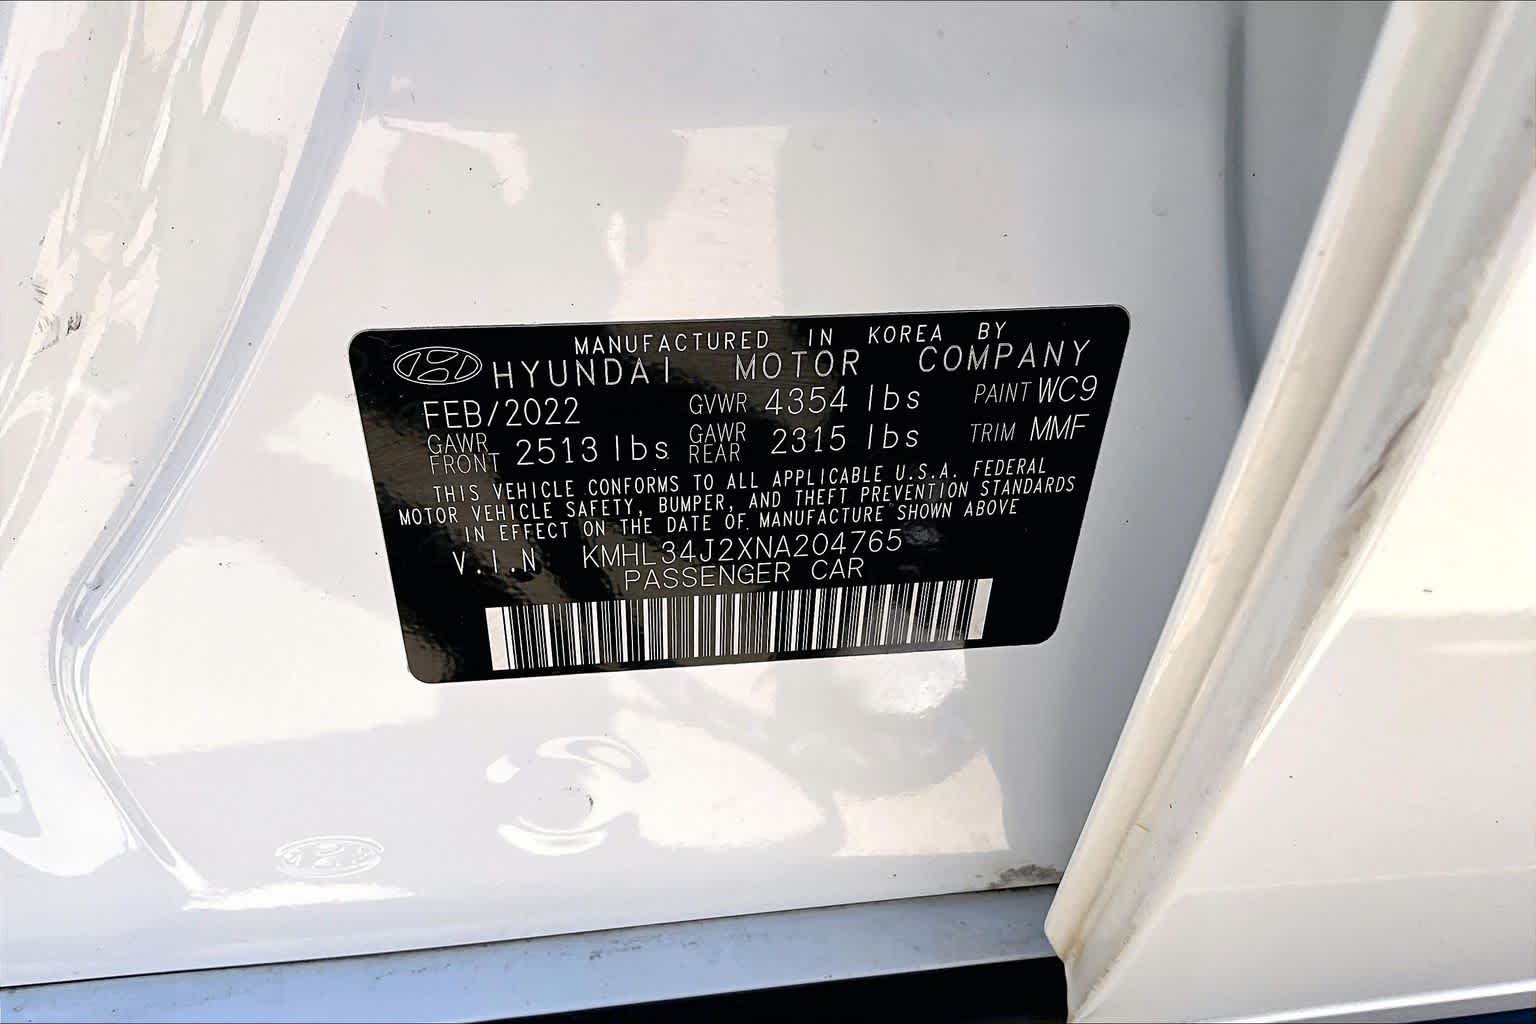 MANUFACTURED IN KOREA BY
HYUNDAI MOTOR COMPANY
FEB/2022 GVWR 4354 lbs PAINT WC9
GAWR FRONT 2513 lbs GAWR REAR 2315 lbs TRIM MMF
THIS VEHICLE CONFORMS TO ALL APPLICABLE U.S.A. FEDERAL
MOTOR VEHICLE SAFETY, BUMPER, AND THEFT PREVENTION STANDARDS
IN EFFECT ON THE DATE OF MANUFACTURE SHOWN ABOVE
V.I.N KMHL34J2XNA204765
PASSENGER CAR